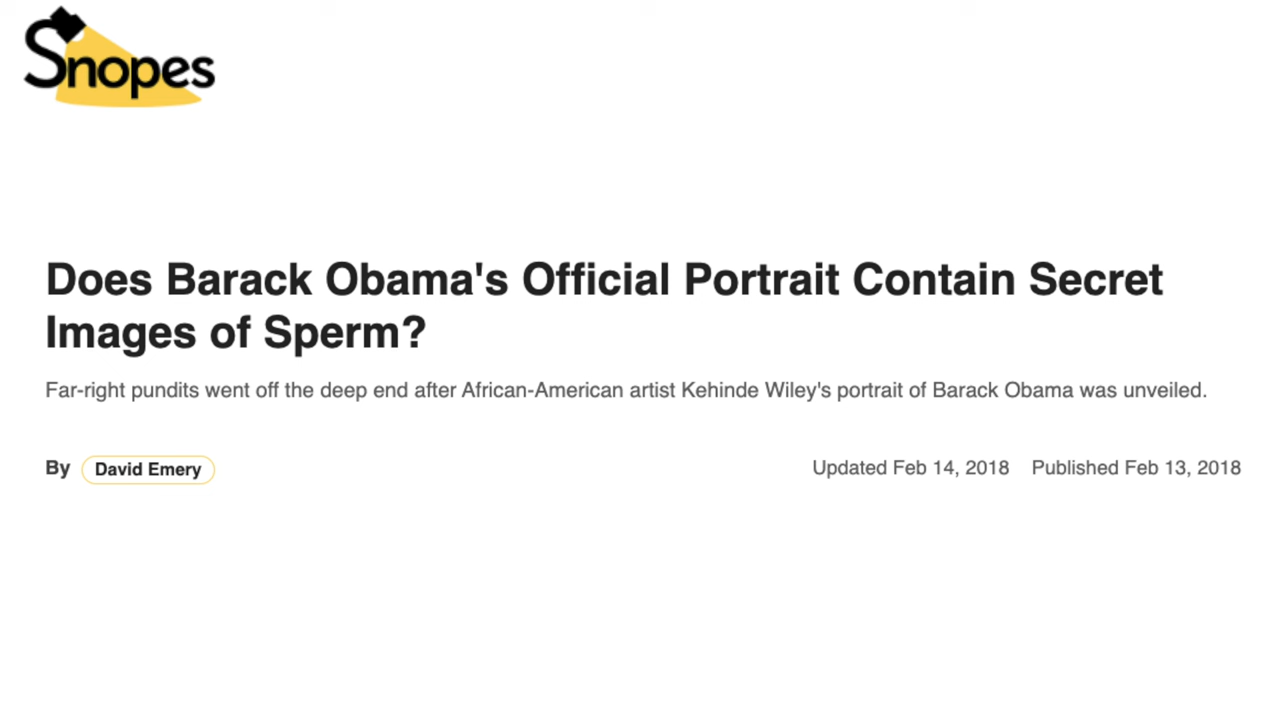 Snopes
Does Barack Obama's Official Portrait Contain Secret
Images of Sperm?
Far-right pundits went off the deep end after African-American artist Kehinde Wiley's portrait of Barack Obama was unveiled.
By David Emery Updated Feb 14, 2018 Published Feb 13, 2018